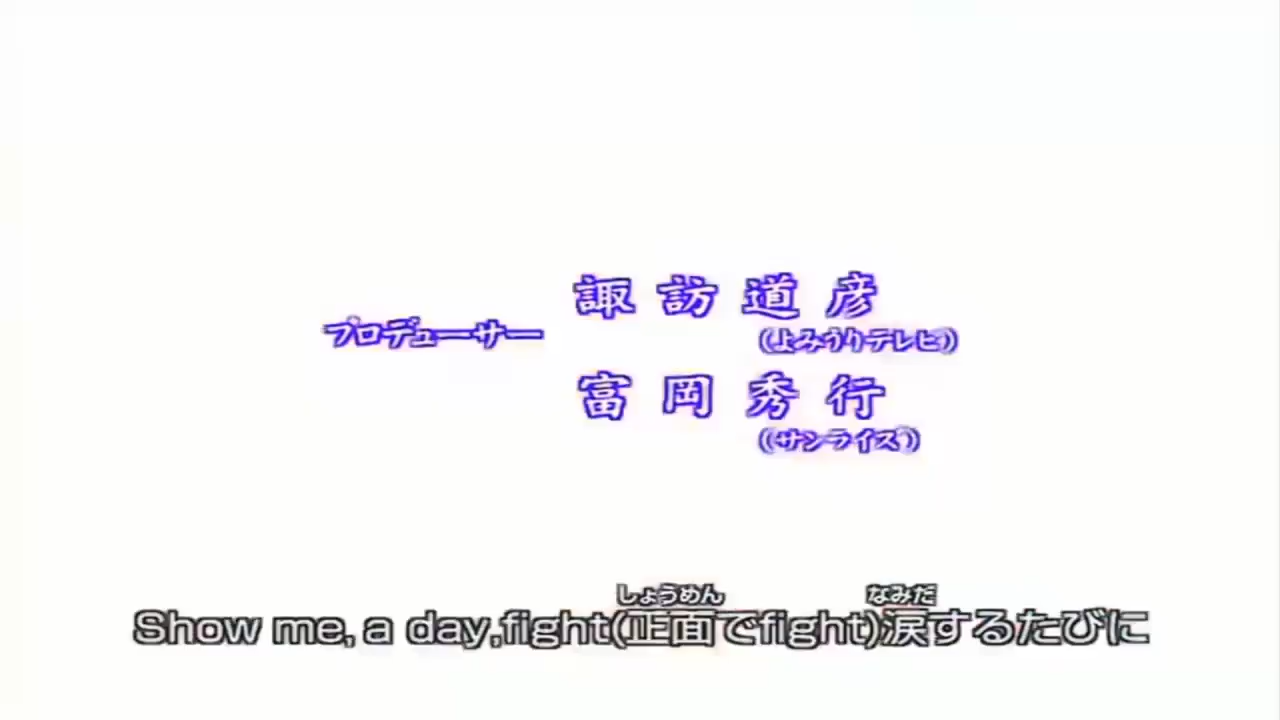 諏訪道彦
プロデューサー
(よみうりテレビ)
富岡秀行
(サンライズ)
しょうめん なみだ
Show me, a day,fight(正面でfight)涙するたびに